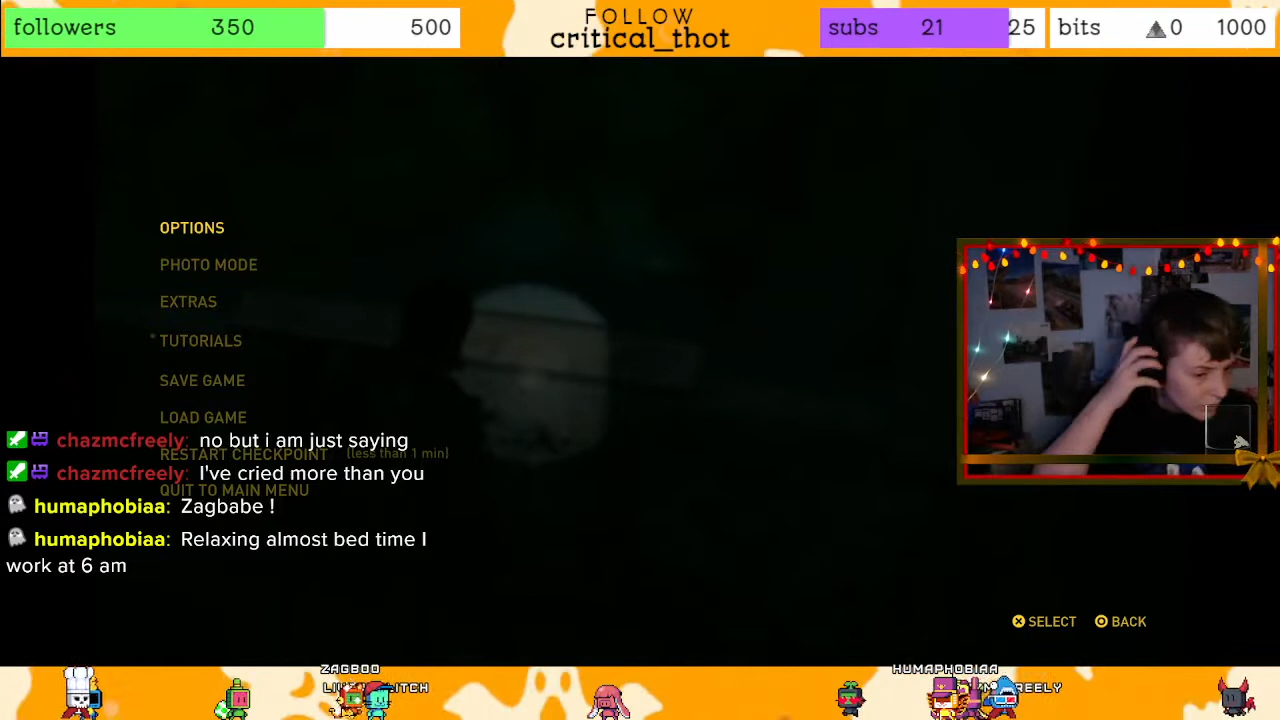 followers 350 500
FOLLOW
critical_thot
subs 21 25
bits 0 1000
OPTIONS
PHOTO MODE
EXTRAS
TUTORIALS
SAVE GAME
LOAD GAME
chazmcfreely: no but i am just saying
RESTART CHECKPOINT (less than 1 min)
chazmcfreely: I've cried more than you
QUIT TO MAIN MENU
humaphobiaa: Zagbabe !
humaphobiaa: Relaxing almost bed time I
work at 6 am
SELECT BACK
ZAGBOO
HUMAPHOBIAA